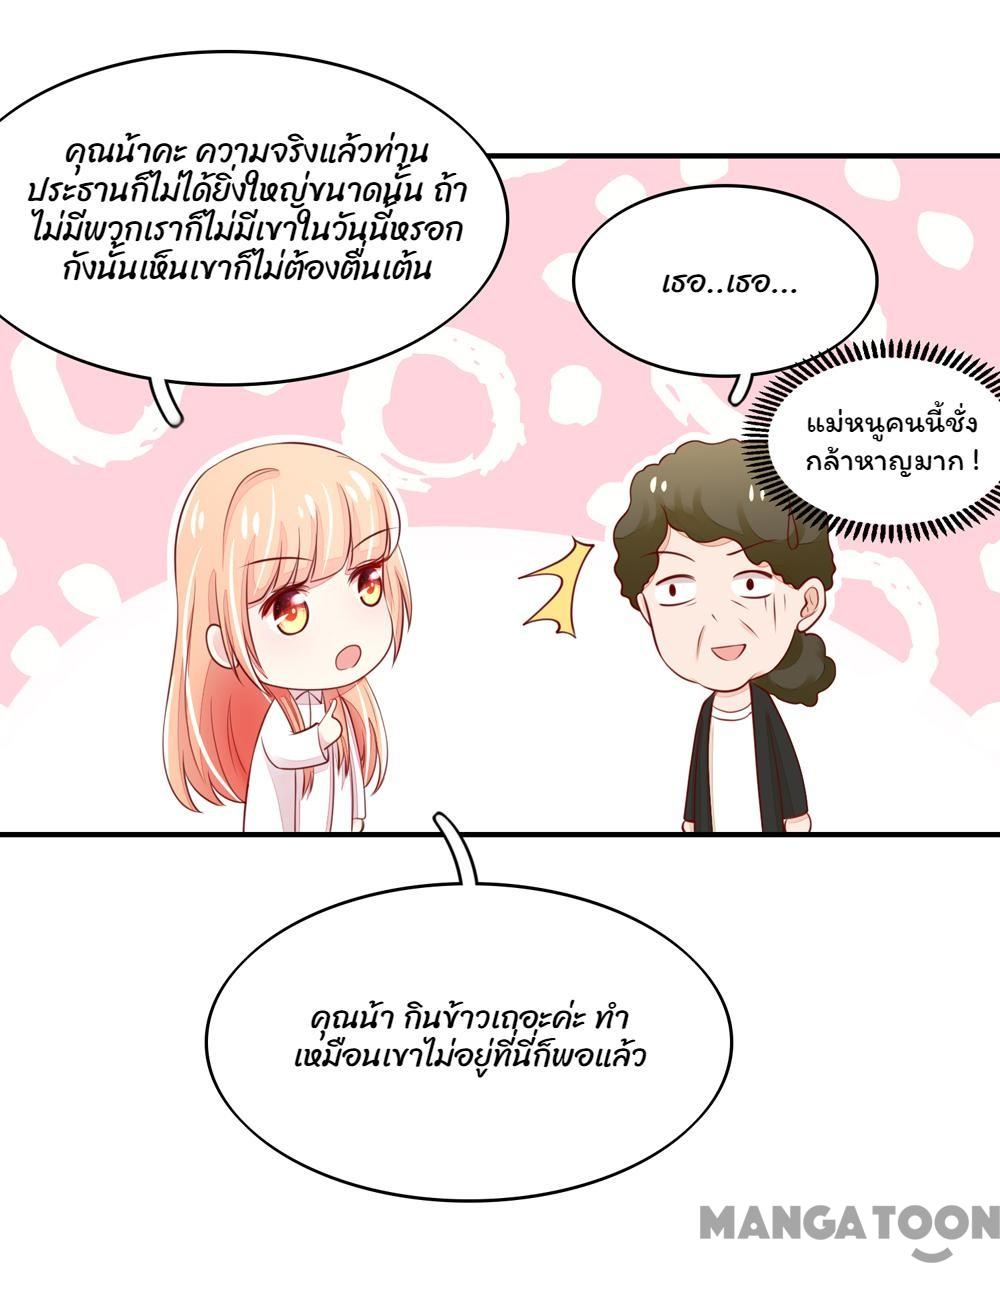 คุณน้าคะ ความจริงแล้วท่าน
ประธานก็ไม่ได้ยิ่งใหญ่ขนาดนั้น ถ้า
ไม่มีพวกเราก็ไม่มีเขาในวันนี้หรอก
กังนั้นเห็นเขาก็ไม่ต้องตื่นเต้น
เธอ..เธอ...
แม่หนูคนนี้ชั่ง
กล้าหาญมาก !
คุณน้า กินข้าวเถอะค่ะ ทำ
เหมือนเขาไม่อยู่ที่นี่ก็พอแล้ว
MANGATOON